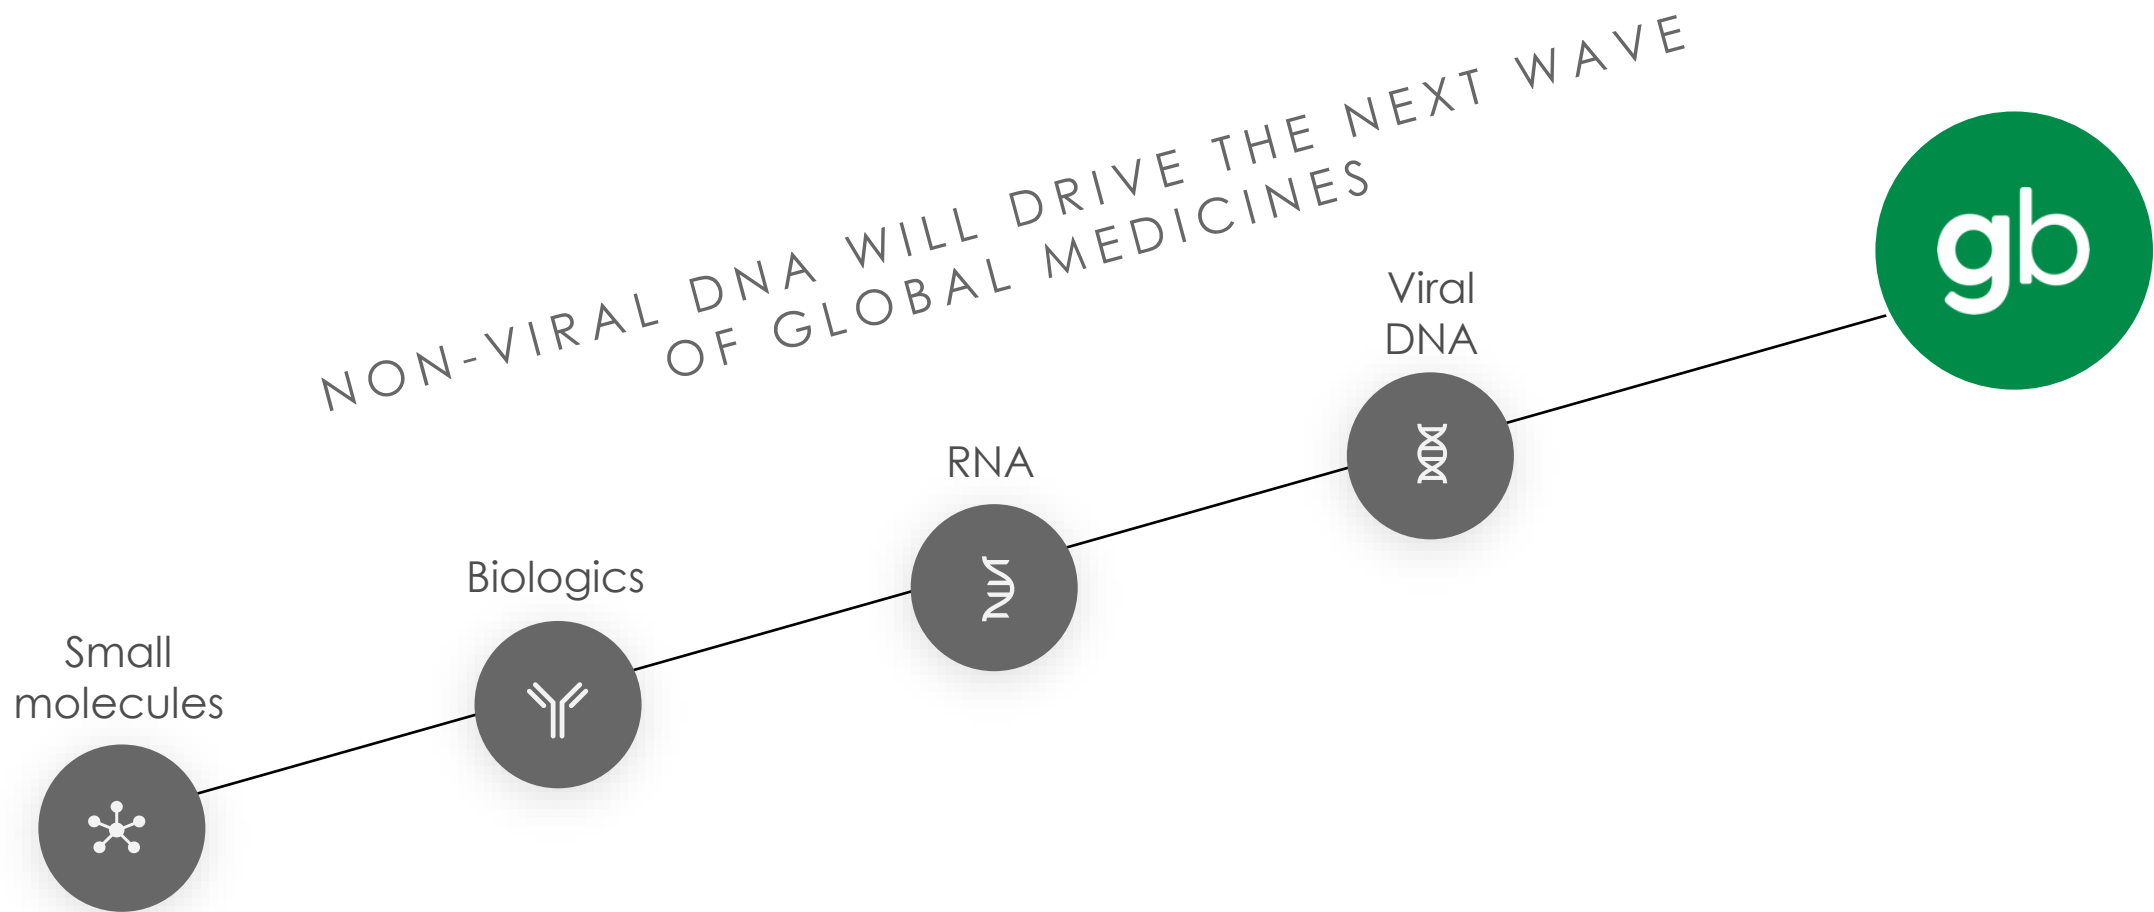 NON-VIRAL DNA WILL DRIVE THE NEXT WAVE
OF GLOBAL MEDICINES
gb
Viral
DNA
RNA
Biologics
Small
molecules